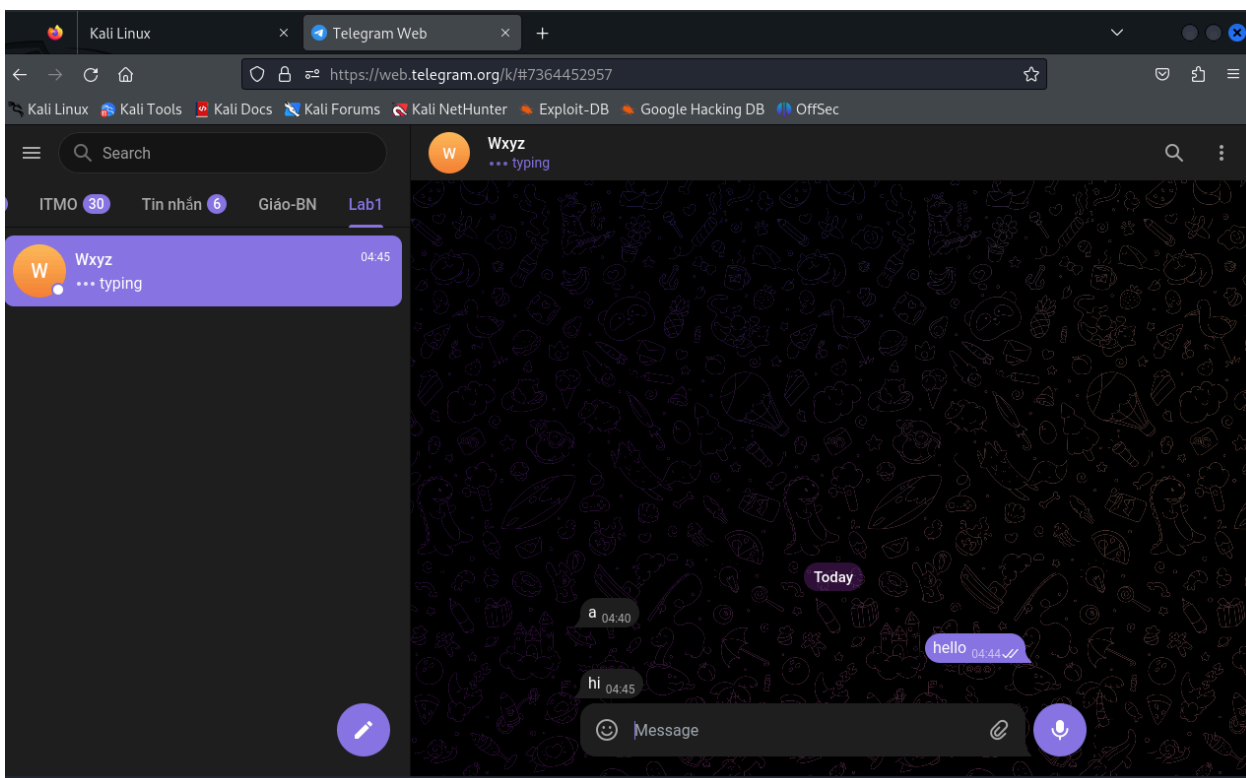 Kali Linux
Telegram Web
https://web.telegram.org/k/#7364452957
Kali Linux Kali Tools Kali Docs Kali Forums Kali NetHunter Exploit-DB Google Hacking DB OffSec
Search
ITMO 30 Tin nhắn 6 Giáo-BN Lab1
W
Wxyz 04:45
typing
W
Wxyz
typing
Today
a 04:40
hello 04:44
hi 04:45
Message